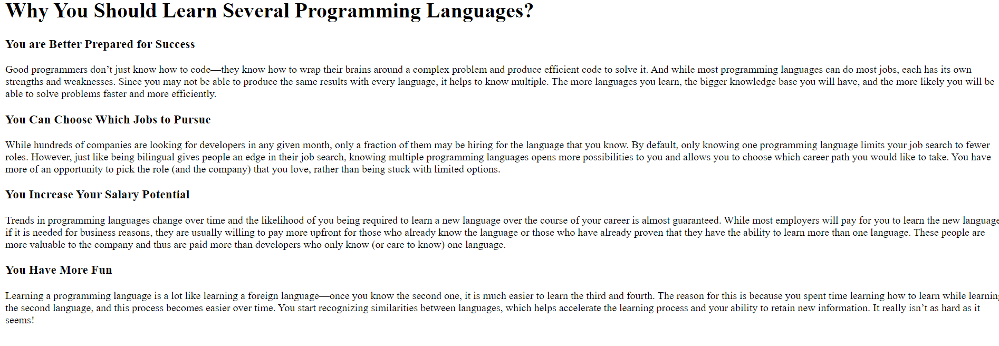 Why You Should Learn Several Programming Languages?
You are Better Prepared for Success
Good programmers don’t just know how to code—they know how to wrap their brains around a complex problem and produce efficient code to solve it. And while most programming languages can do most jobs, each has its own
strengths and weaknesses. Since you may not be able to produce the same results with every language, it helps to know multiple. The more languages you learn, the bigger knowledge base you will have, and the more likely you will be
able to solve problems faster and more efficiently.
You Can Choose Which Jobs to Pursue
While hundreds of companies are looking for developers in any given month, only a fraction of them may be hiring for the language that you know. By default, only knowing one programming language limits your job search to fewer
roles. However, just like being bilingual gives people an edge in their job search, knowing multiple programming languages opens more possibilities to you and allows you to choose which career path you would like to take. You have
more of an opportunity to pick the role (and the company) that you love, rather than being stuck with limited options.
You Increase Your Salary Potential
Trends in programming languages change over time and the likelihood of you being required to learn a new language over the course of your career is almost guaranteed. While most employers will pay for you to learn the new language
if it is needed for business reasons, they are usually willing to pay more upfront for those who already know the language or those who have already proven that they have the ability to learn more than one language. These people are
more valuable to the company and thus are paid more than developers who only know (or care to know) one language.
You Have More Fun
Learning a programming language is a lot like learning a foreign language—once you know the second one, it is much easier to learn the third and fourth. The reason for this is because you spent time learning how to learn while learning
the second language, and this process becomes easier over time. You start recognizing similarities between languages, which helps accelerate the learning process and your ability to retain new information. It really isn’t as hard as it
seems!